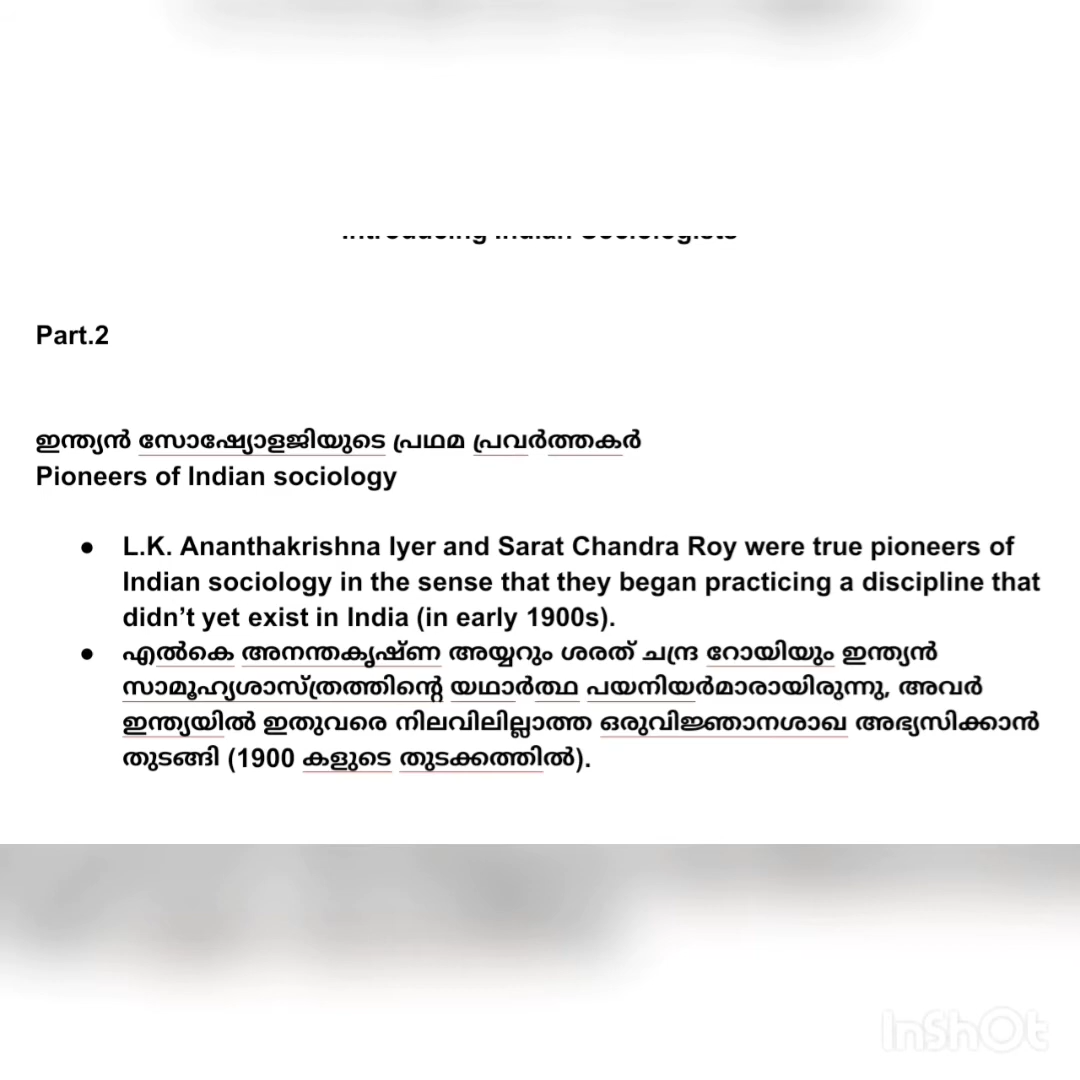 Introducing Indian Sociologists
Part.2
ഇന്ത്യൻ സോഷ്യോളജിയുടെ പ്രഥമ പ്രവർത്തകർ
Pioneers of Indian sociology
● L.K. Ananthakrishna Iyer and Sarat Chandra Roy were true pioneers of
Indian sociology in the sense that they began practicing a discipline that
didn't yet exist in India (in early 1900s).
● എൽകെ അനന്തകൃഷ്ണ അയ്യറും ശരത് ചന്ദ്ര റോയിയും ഇന്ത്യൻ
സാമൂഹ്യശാസ്ത്രത്തിന്റെ യഥാർത്ഥ പയനിയർമാരായിരുന്നു, അവർ
ഇന്ത്യയിൽ ഇതുവരെ നിലവിലില്ലാത്ത ഒരുവിജ്ഞാനശാഖ അഭ്യസിക്കാൻ
തുടങ്ങി (1900 കളുടെ തുടക്കത്തിൽ).
InShOt